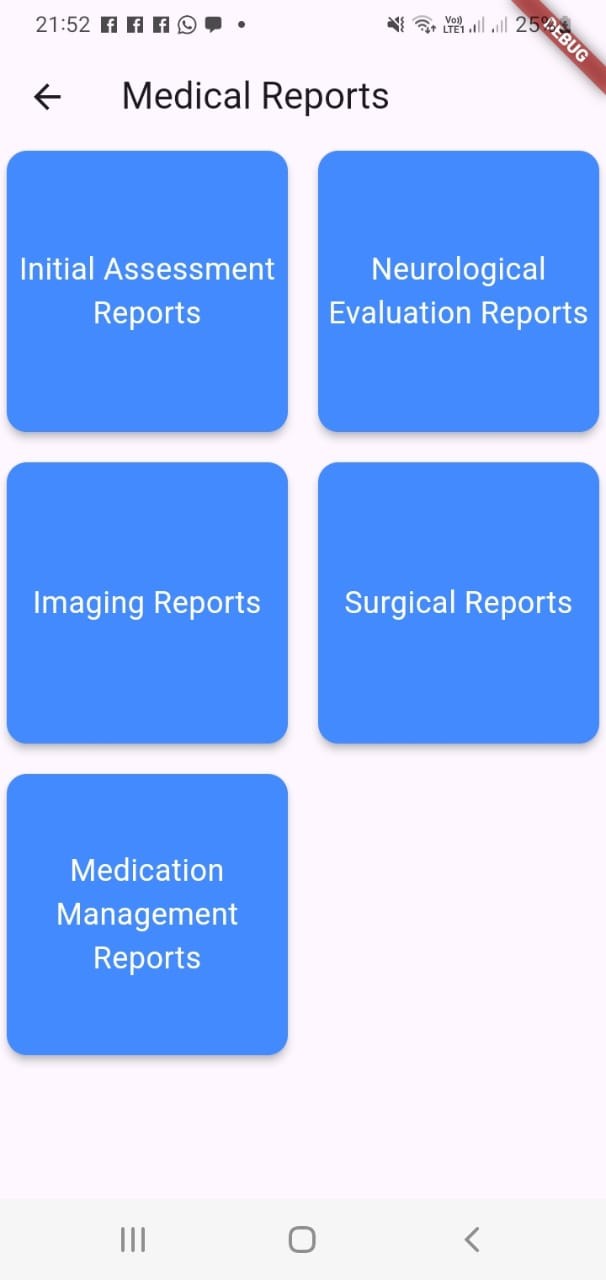 21:52
Vo))
LTE1
25%
DEBUG
Medical Reports
Initial Assessment
Reports
Neurological
Evaluation Reports
Imaging Reports
Surgical Reports
Medication
Management
Reports